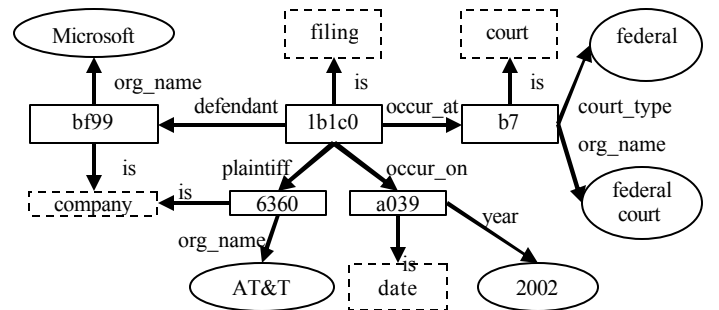 Microsoft
filing
court
federal
org_name
is
is
court_type
defendant
occur_at
bf99
1b1c0
b7
org_name
is
plaintiff
occur_on
federal
court
company
is
6360
a039
year
org_name
is
AT&T
date
2002